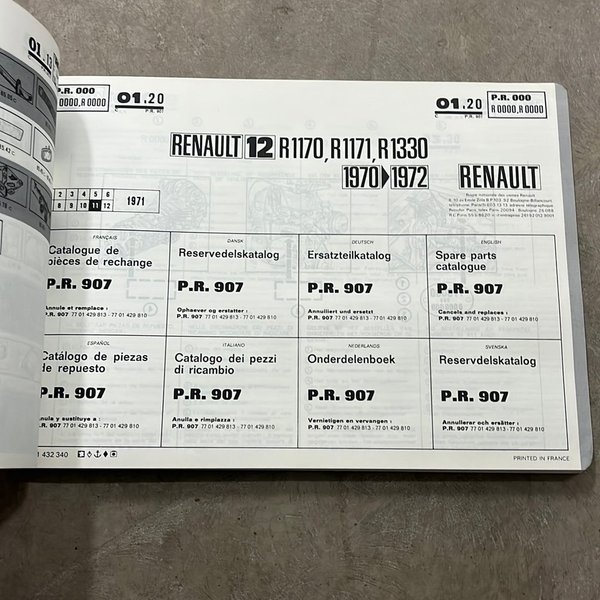 01.13
P.R. 000
R 0000, R 0000
01.20
C P.R. 907
01.20
C P.R. 907
P.R. 000
R 0000, R 0000
RENAULT 12 R1170, R1171, R1330
1970 1972
RENAULT
2 3 4 5 6
8 9 10 11 12
1971
FRANÇAIS
Catalogue de
pièces de rechange
P.R. 907
Annule et remplace :
P.R. 907 77 01 429 813 - 77 01 429 810
DANSK
Reservedelskatalog
P.R. 907
Ophaever og erstatter :
P.R. 907 77 01 429 813 - 77 01 429 810
DEUTSCH
Ersatzteilkatalog
P.R. 907
Annulliert und ersetzt
P.R. 907 77 01 429 813 - 77 01 429 810
ENGLISH
Spare parts
catalogue
P.R. 907
Cancels and replaces :
P.R. 907 77 01 429 813 - 77 01 429 810
ESPAÑOL
Catálogo de piezas
de repuesto
P.R. 907
Anula y sustituye a :
P.R. 907 77 01 429 813 - 77 01 429 810
ITALIANO
Catalogo dei pezzi
di ricambio
P.R. 907
Anulla e rimpiazza :
P.R. 907 77 01 429 813 - 77 01 429 810
NEDERLANDS
Onderdelenboek
P.R. 907
Vernietigen en vervangen :
P.R. 907 77 01 429 813 - 77 01 429 810
SVENSKA
Reservdelskatalog
P.R. 907
Annullerar och ersätter :
P.R. 907 77 01 429 813 - 77 01 429 810
1 432 340
PRINTED IN FRANCE